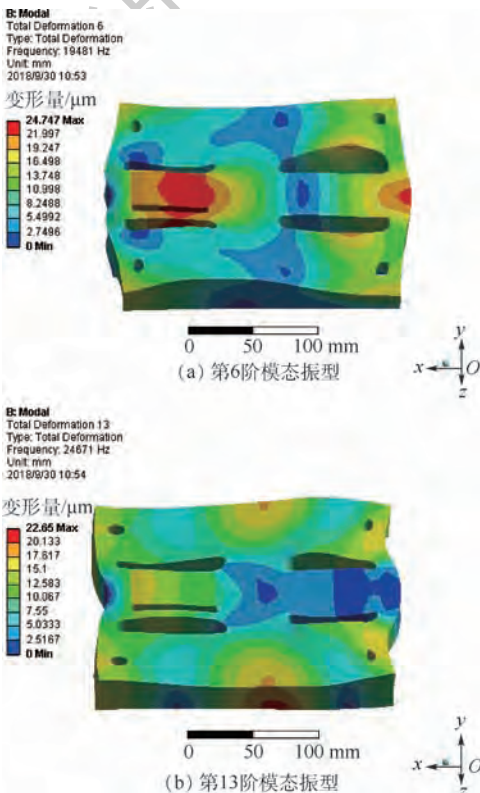 B: Modal
Total Deformation 6
Type: Total Deformation
Frequency: 19481 Hz
Unit: mm
2018/9/30 10:53
变形量/μm
24.747 Max
21.997
19.247
16.498
13.748
10.998
8.2488
5.4992
2.7496
0 Min
0 50 100 mm
y
x O
z
(a) 第6阶模态振型
B: Modal
Total Deformation 13
Type: Total Deformation
Frequency: 24671 Hz
Unit: mm
2018/9/30 10:54
变形量/μm
22.65 Max
20.133
17.617
15.1
12.583
10.067
7.55
5.0333
2.5167
0 Min
0 50 100 mm
y
x O
z
(b) 第13阶模态振型